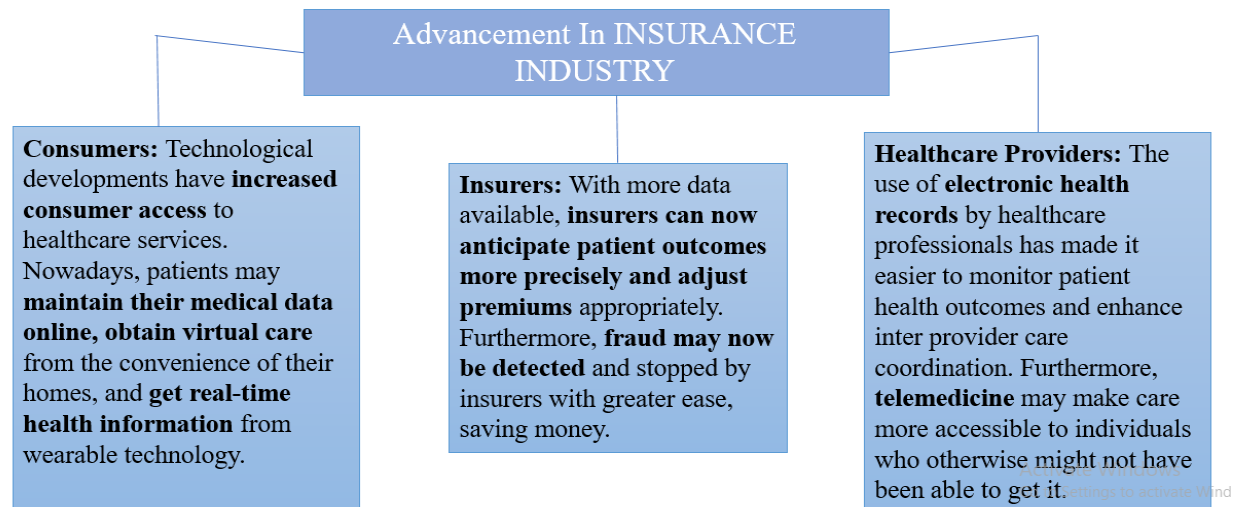 Advancement In INSURANCE
INDUSTRY
Consumers: Technological
developments have increased
consumer access to
healthcare services.
Nowadays, patients may
maintain their medical data
online, obtain virtual care
from the convenience of their
homes, and get real-time
health information from
wearable technology.
Insurers: With more data
available, insurers can now
anticipate patient outcomes
more precisely and adjust
premiums appropriately.
Furthermore, fraud may now
be detected and stopped by
insurers with greater ease,
saving money.
Healthcare Providers: The
use of electronic health
records by healthcare
professionals has made it
easier to monitor patient
health outcomes and enhance
inter provider care
coordination. Furthermore,
telemedicine may make care
more accessible to individuals
who otherwise might not have
been able to get it.
Activate Windows
Settings to activate Wind